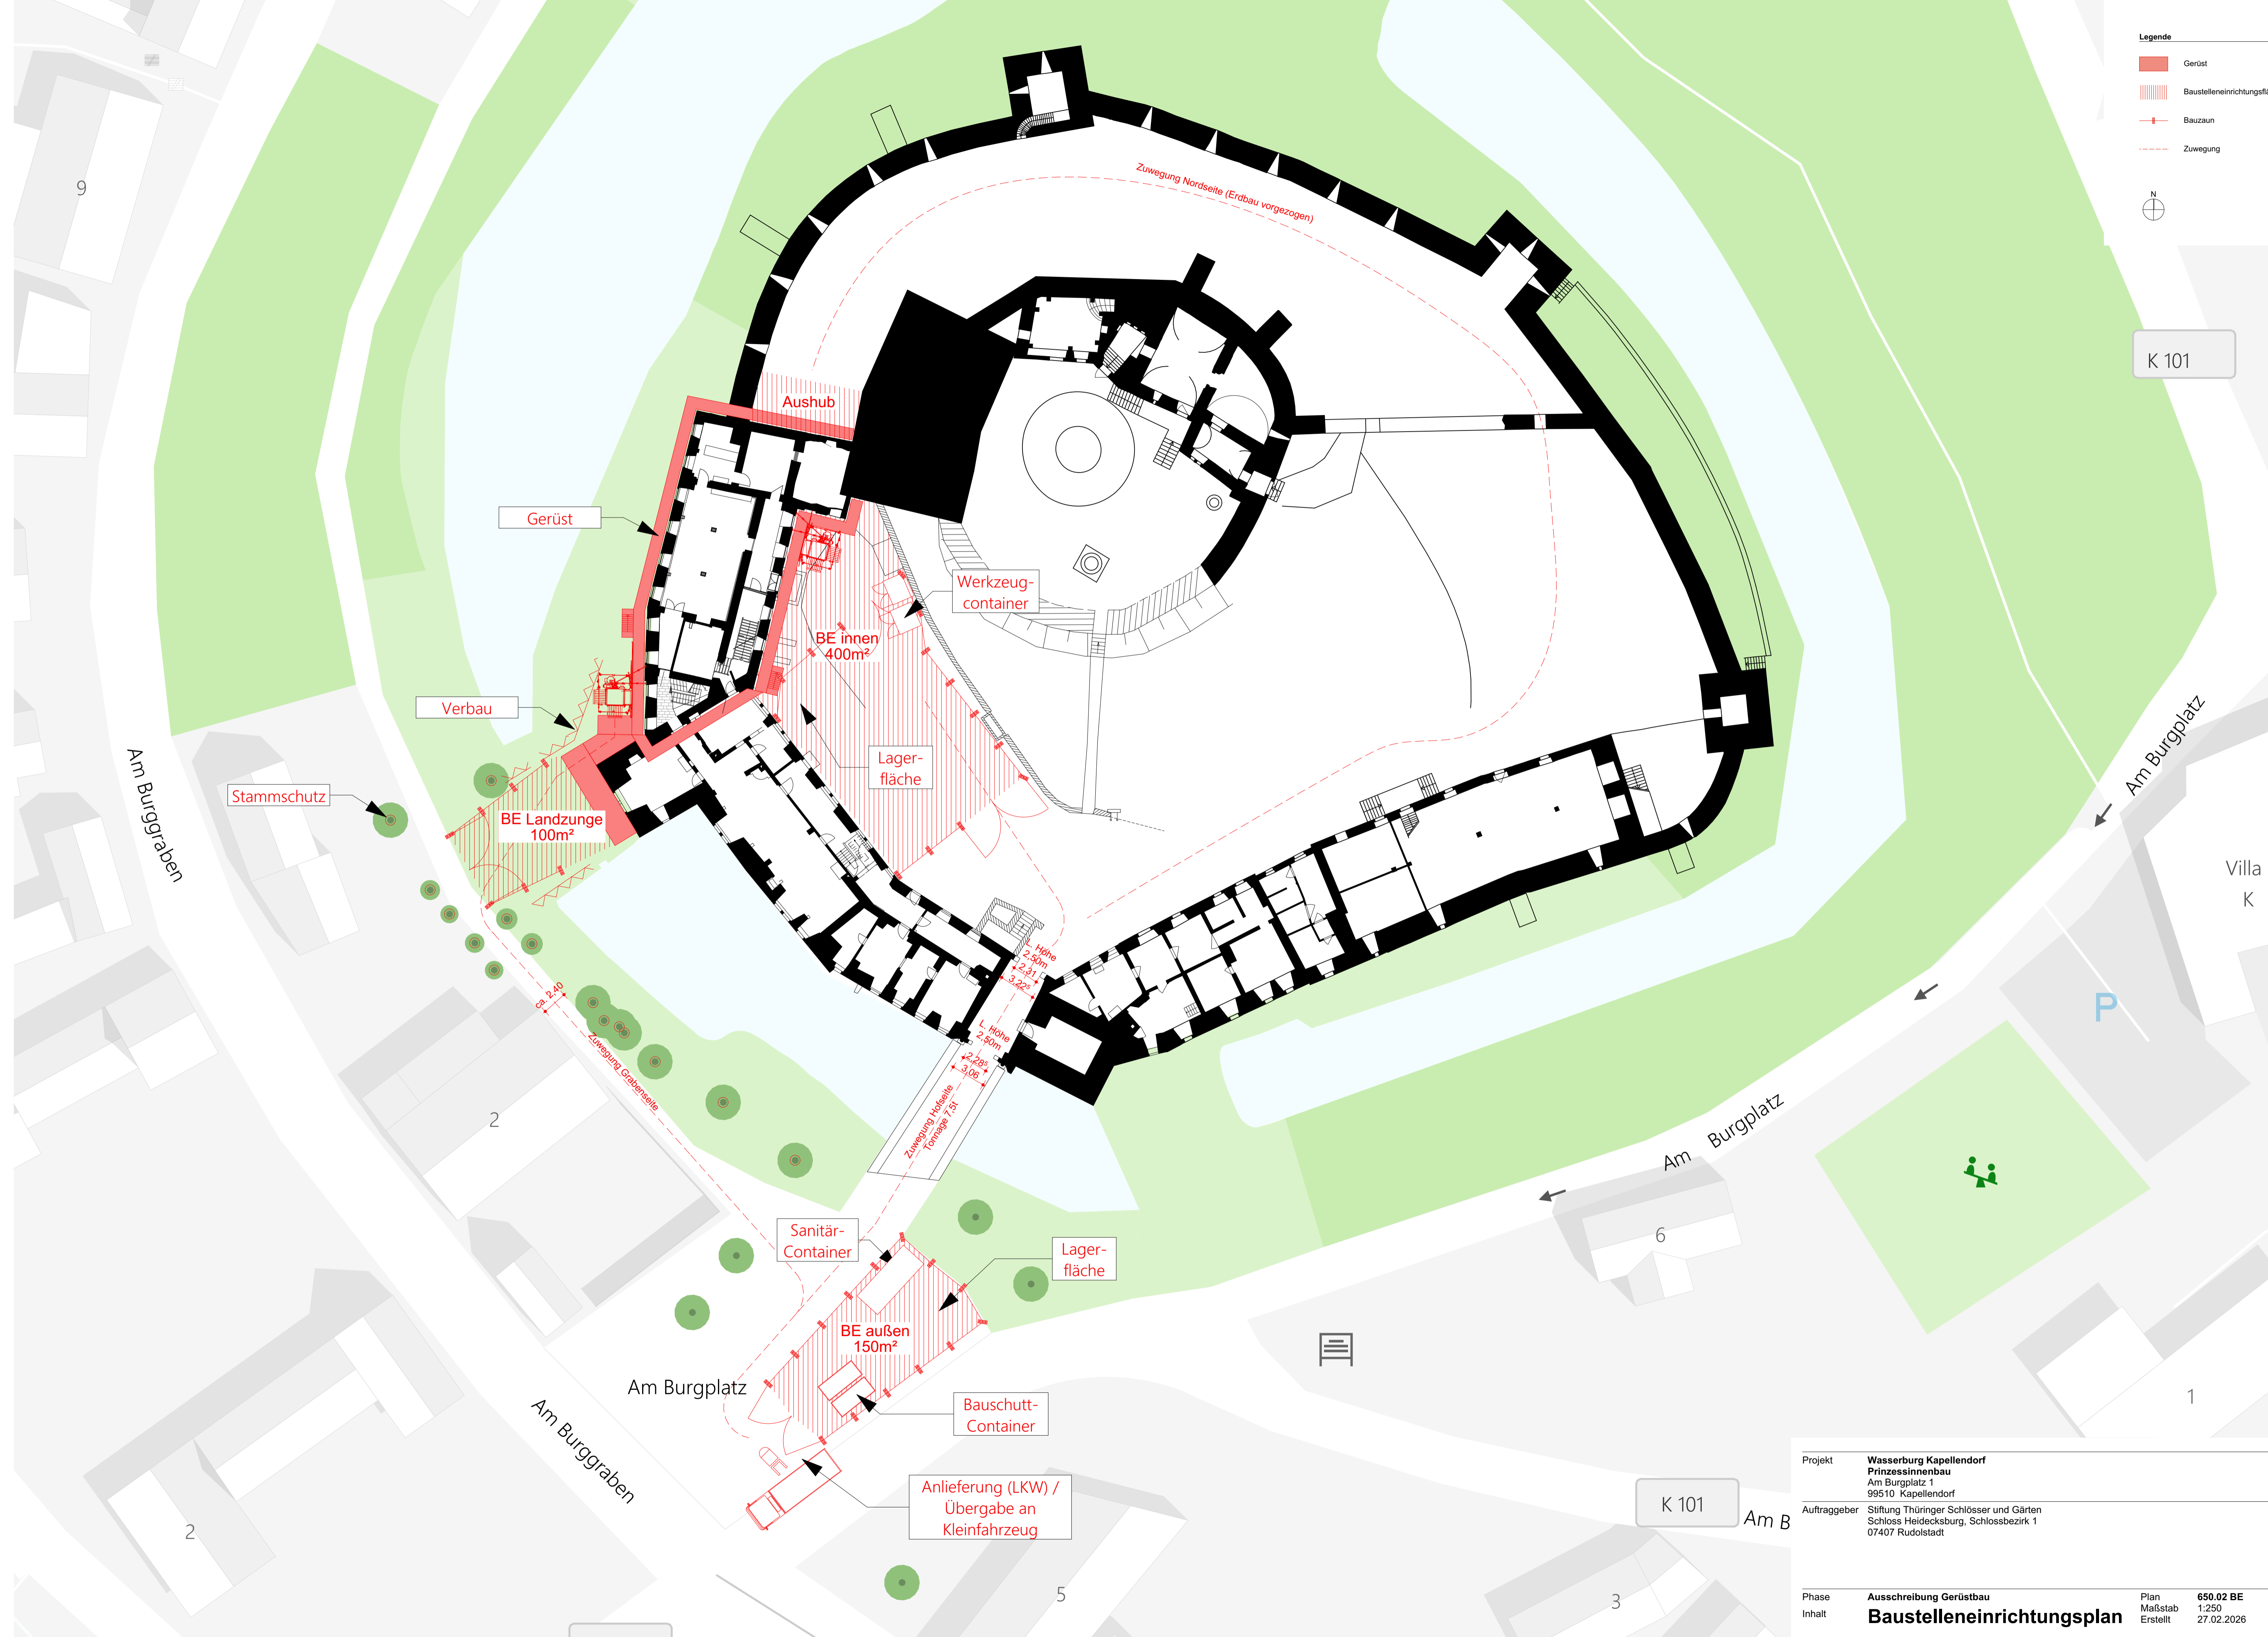 Legende
Gerüst
Baustelleneinrichtungsflä
Bauzaun
Zuwegung
N
K 101
9
Zuwegung Nordseite (Erdbau vorgezogen)
Aushub
Gerüst
Werkzeug-
container
BE innen
400m²
Verbau
Lager-
fläche
Stammschutz
BE Landzunge
100m²
Am Burggraben
Am Burgplatz
Villa
K
P
L. Höhe
2,50m
2,31
3,22⁵
L. Höhe
2,50m
2,28⁵
3,06
ca. 2,40
Zuwegung Grabenseite
Zuwegung Hofseite
Tonnage 7,5t
2
Am Burgplatz
6
Sanitär-
Container
Lager-
fläche
BE außen
150m²
Am Burgplatz
Bauschutt-
Container
Am Burggraben
Anlieferung (LKW) /
Übergabe an
Kleinfahrzeug
2
5
3
1
K 101
Am B
Projekt Wasserburg Kapellendorf
Prinzessinnenbau
Am Burgplatz 1
99510 Kapellendorf
Auftraggeber Stiftung Thüringer Schlösser und Gärten
Schloss Heidecksburg, Schlossbezirk 1
07407 Rudolstadt
Phase Ausschreibung Gerüstbau
Inhalt Baustelleneinrichtungsplan
Plan 650.02 BE
Maßstab 1:250
Erstellt 27.02.2026